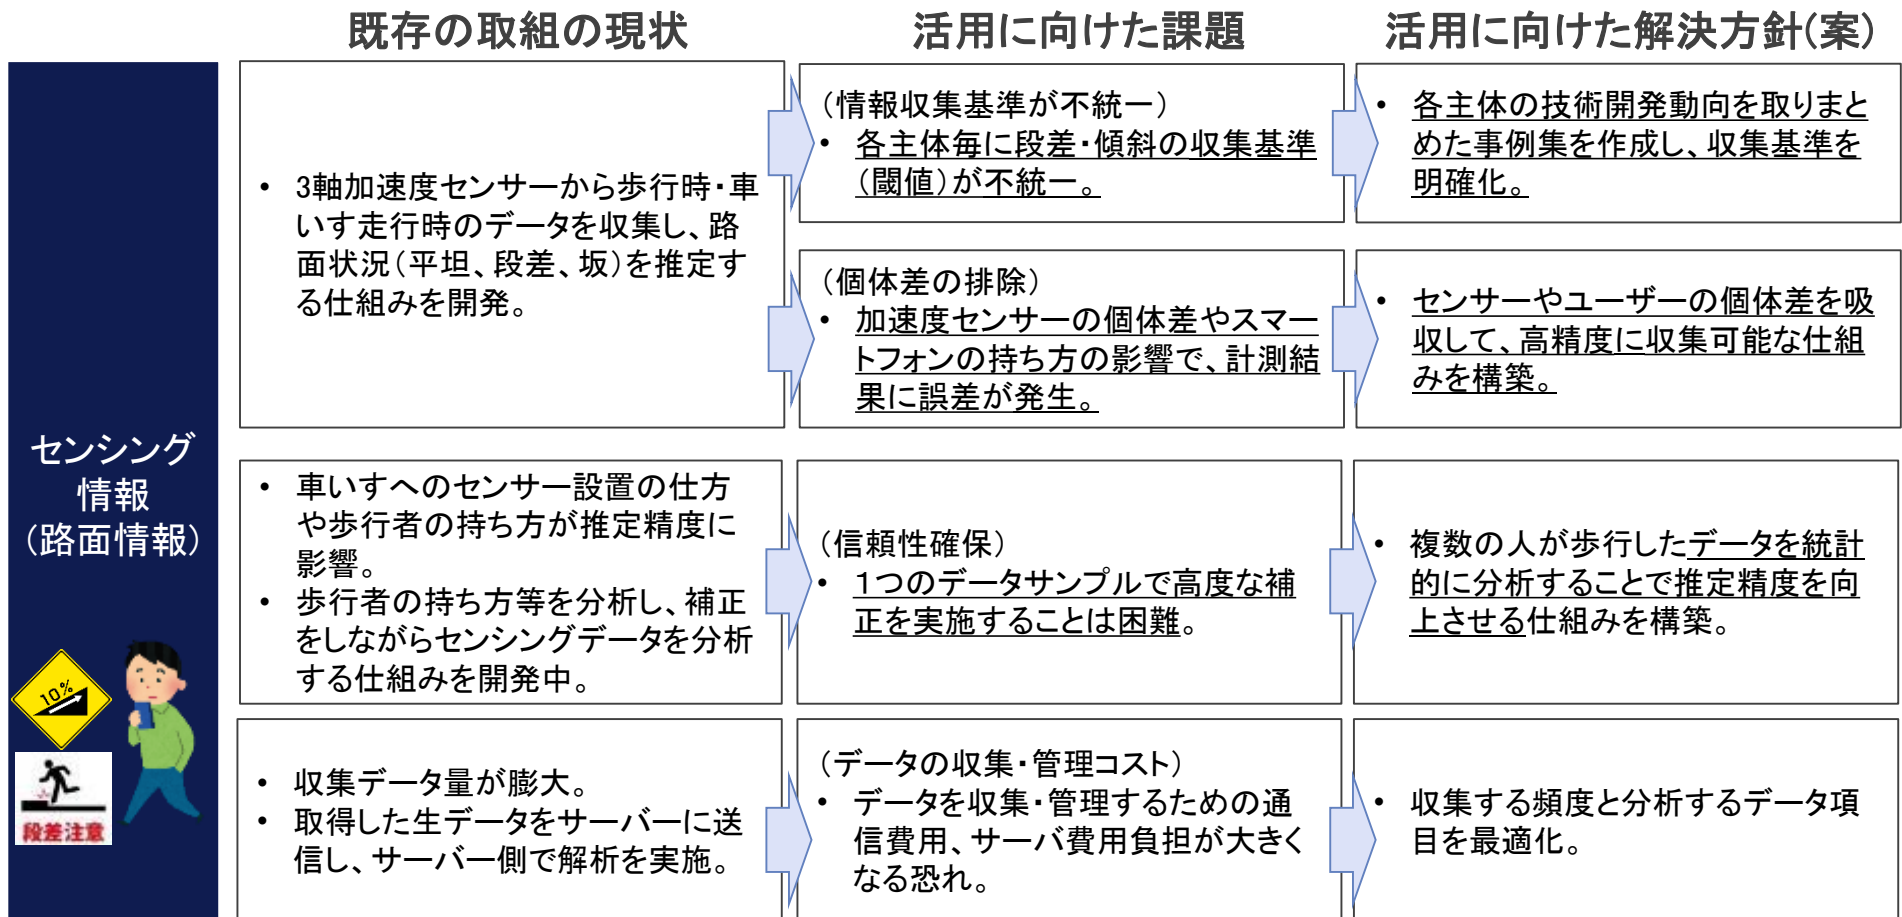 既存の取組の現状
活用に向けた課題
活用に向けた解決方針(案)
センシング
情報
（路面情報）
10%
段差注意
• 3軸加速度センサーから歩行時・車
いす走行時のデータを収集し、路
面状況（平坦、段差、坂）を推定す
る仕組みを開発。
（情報収集基準が不統一）
• 各主体毎に段差・傾斜の収集基準
（閾値）が不統一。
• 各主体の技術開発動向を取りまと
めた事例集を作成し、収集基準を
明確化。
（個体差の排除）
• 加速度センサーの個体差やスマー
トフォンの持ち方の影響で、計測結
果に誤差が発生。
• センサーやユーザーの個体差を吸
収して、高精度に収集可能な仕組
みを構築。
• 車いすへのセンサー設置の仕方
や歩行者の持ち方が推定精度に
影響。
• 歩行者の持ち方等を分析し、補正
をしながらセンシングデータを分析
する仕組みを開発中。
（信頼性確保）
• １つのデータサンプルで高度な補
正を実施することは困難。
• 複数の人が歩行したデータを統計
的に分析することで推定精度を向
上させる仕組みを構築。
• 収集データ量が膨大。
• 取得した生データをサーバーに送
信し、サーバー側で解析を実施。
（データの収集・管理コスト）
• データを収集・管理するための通
信費用、サーバ費用負担が大きく
なる恐れ。
• 収集する頻度と分析するデータ項
目を最適化。